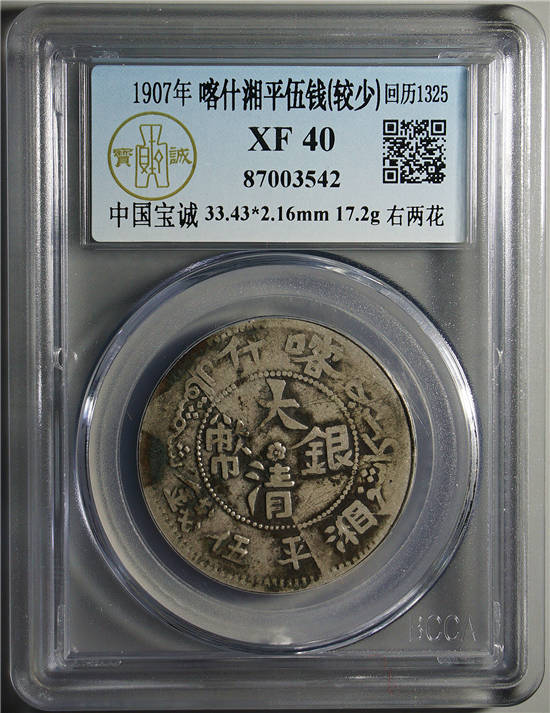 1907年 喀什湘平伍钱(较少) 回历1325
XF 40
寶 誠
87003542
中国宝诚 33.43*2.16mm 17.2g 右两花
喀什
大清銀幣
湘平伍錢
BCCA